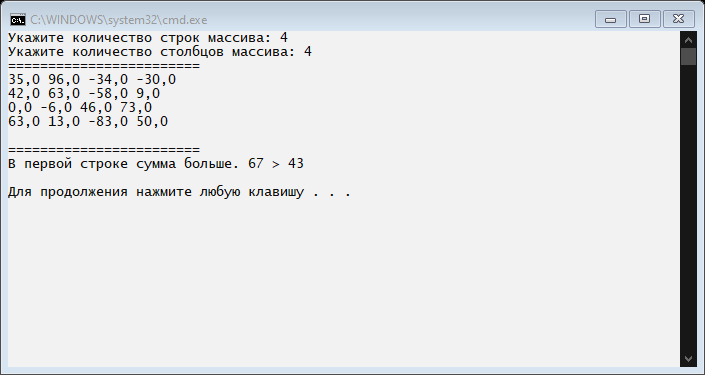 C:\WINDOWS\system32\cmd.exe
Укажите количество строк массива: 4
Укажите количество столбцов массива: 4
========================
35,0 96,0 -34,0 -30,0
42,0 63,0 -58,0 9,0
0,0 -6,0 46,0 73,0
63,0 13,0 -83,0 50,0
========================
В первой строке сумма больше. 67 > 43
Для продолжения нажмите любую клавишу . . .